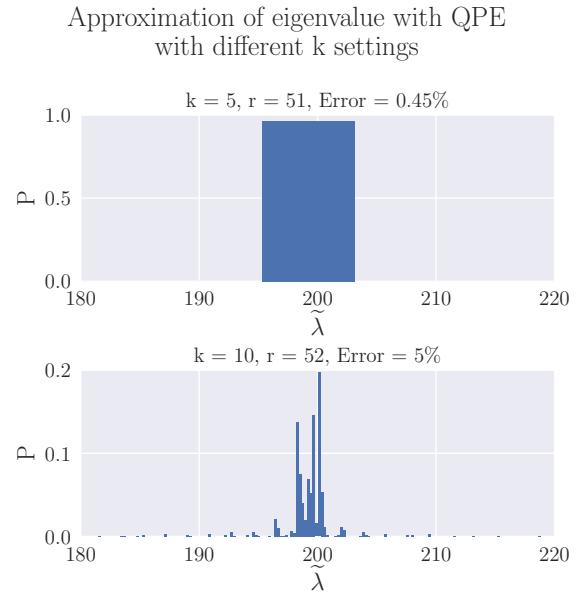 Approximation of eigenvalue with QPE
with different k settings
k = 5, r = 51, Error = 0.45%
1.0
0.5
0.0
P
180 190 200 210 220
λ̃
k = 10, r = 52, Error = 5%
0.2
0.1
0.0
P
180 190 200 210 220
λ̃